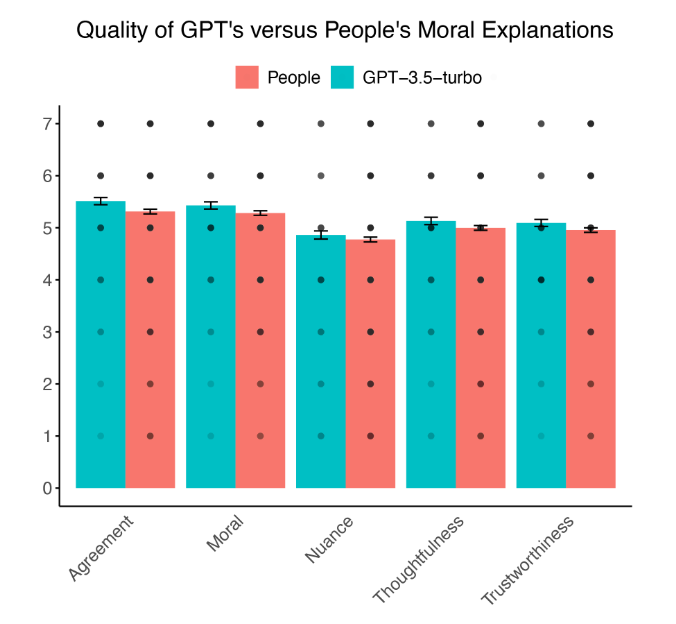 Quality of GPT's versus People's Moral Explanations
People GPT−3.5−turbo
7
6
5
4
3
2
1
0
Agreement
Moral
Nuance
Thoughtfulness
Trustworthiness